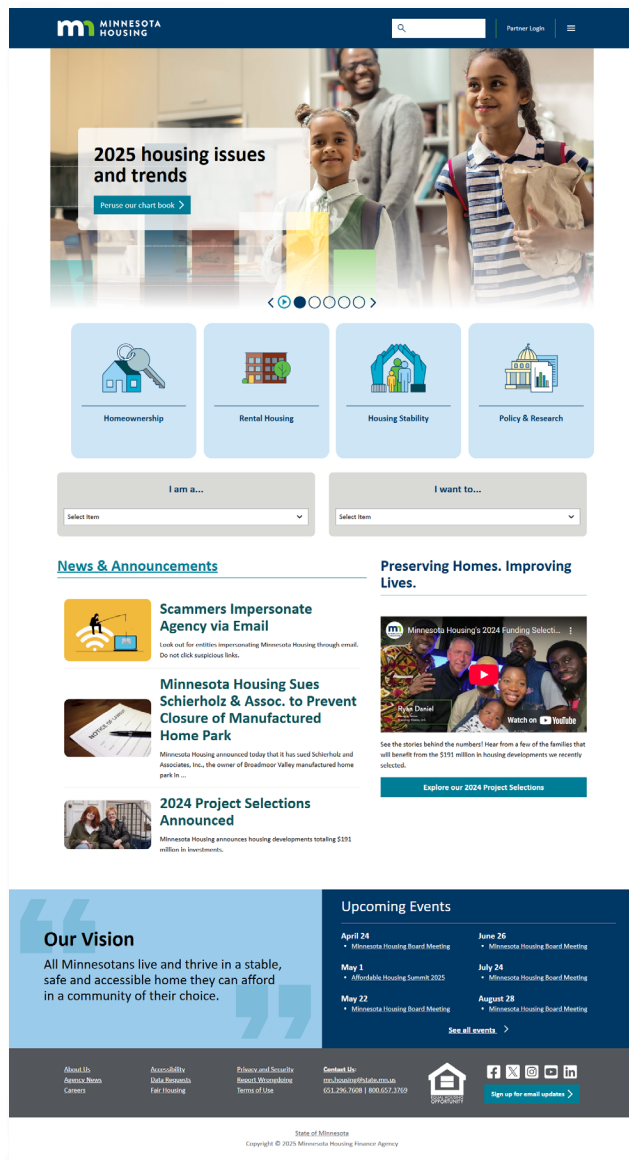 MINNESOTA
HOUSING
Partner Login
2025 housing issues
and trends
Peruse our chart book
Homeownership
Rental Housing
Housing Stability
Policy & Research
I am a...
I want to...
Select Item
Select Item
News & Announcements
Scammers Impersonate
Agency via Email
Look out for entities impersonating Minnesota Housing through email.
Do not click suspicious links.
NOTICE OF LAWSUIT
Minnesota Housing Sues
Schierholz & Assoc. to Prevent
Closure of Manufactured
Home Park
Minnesota Housing announced today that it has sued Schierholz and
Associates, Inc., the owner of Broadmoor Valley manufactured home
park in ...
2024 Project Selections
Announced
Minnesota Housing announces housing developments totaling $191
million in investments.
Preserving Homes. Improving
Lives.
Minnesota Housing's 2024 Funding Selecti...
Ryan Daniel
Watch on YouTube
See the stories behind the numbers! Hear from a few of the families that
will benefit from the $191 million in housing developments we recently
selected.
Explore our 2024 Project Selections
Our Vision
All Minnesotans live and thrive in a stable,
safe and accessible home they can afford
in a community of their choice.
Upcoming Events
April 24
• Minnesota Housing Board Meeting
May 1
• Affordable Housing Summit 2025
May 22
• Minnesota Housing Board Meeting
June 26
• Minnesota Housing Board Meeting
July 24
• Minnesota Housing Board Meeting
August 28
• Minnesota Housing Board Meeting
See all events
About Us
Agency News
Careers
Accessibility
Data Requests
Fair Housing
Privacy and Security
Report Wrongdoing
Terms of Use
Contact Us:
mn.housing@state.mn.us
651.296.7608 | 800.657.3769
EQUAL HOUSING
OPPORTUNITY
Sign up for email updates
State of Minnesota
Copyright © 2025 Minnesota Housing Finance Agency